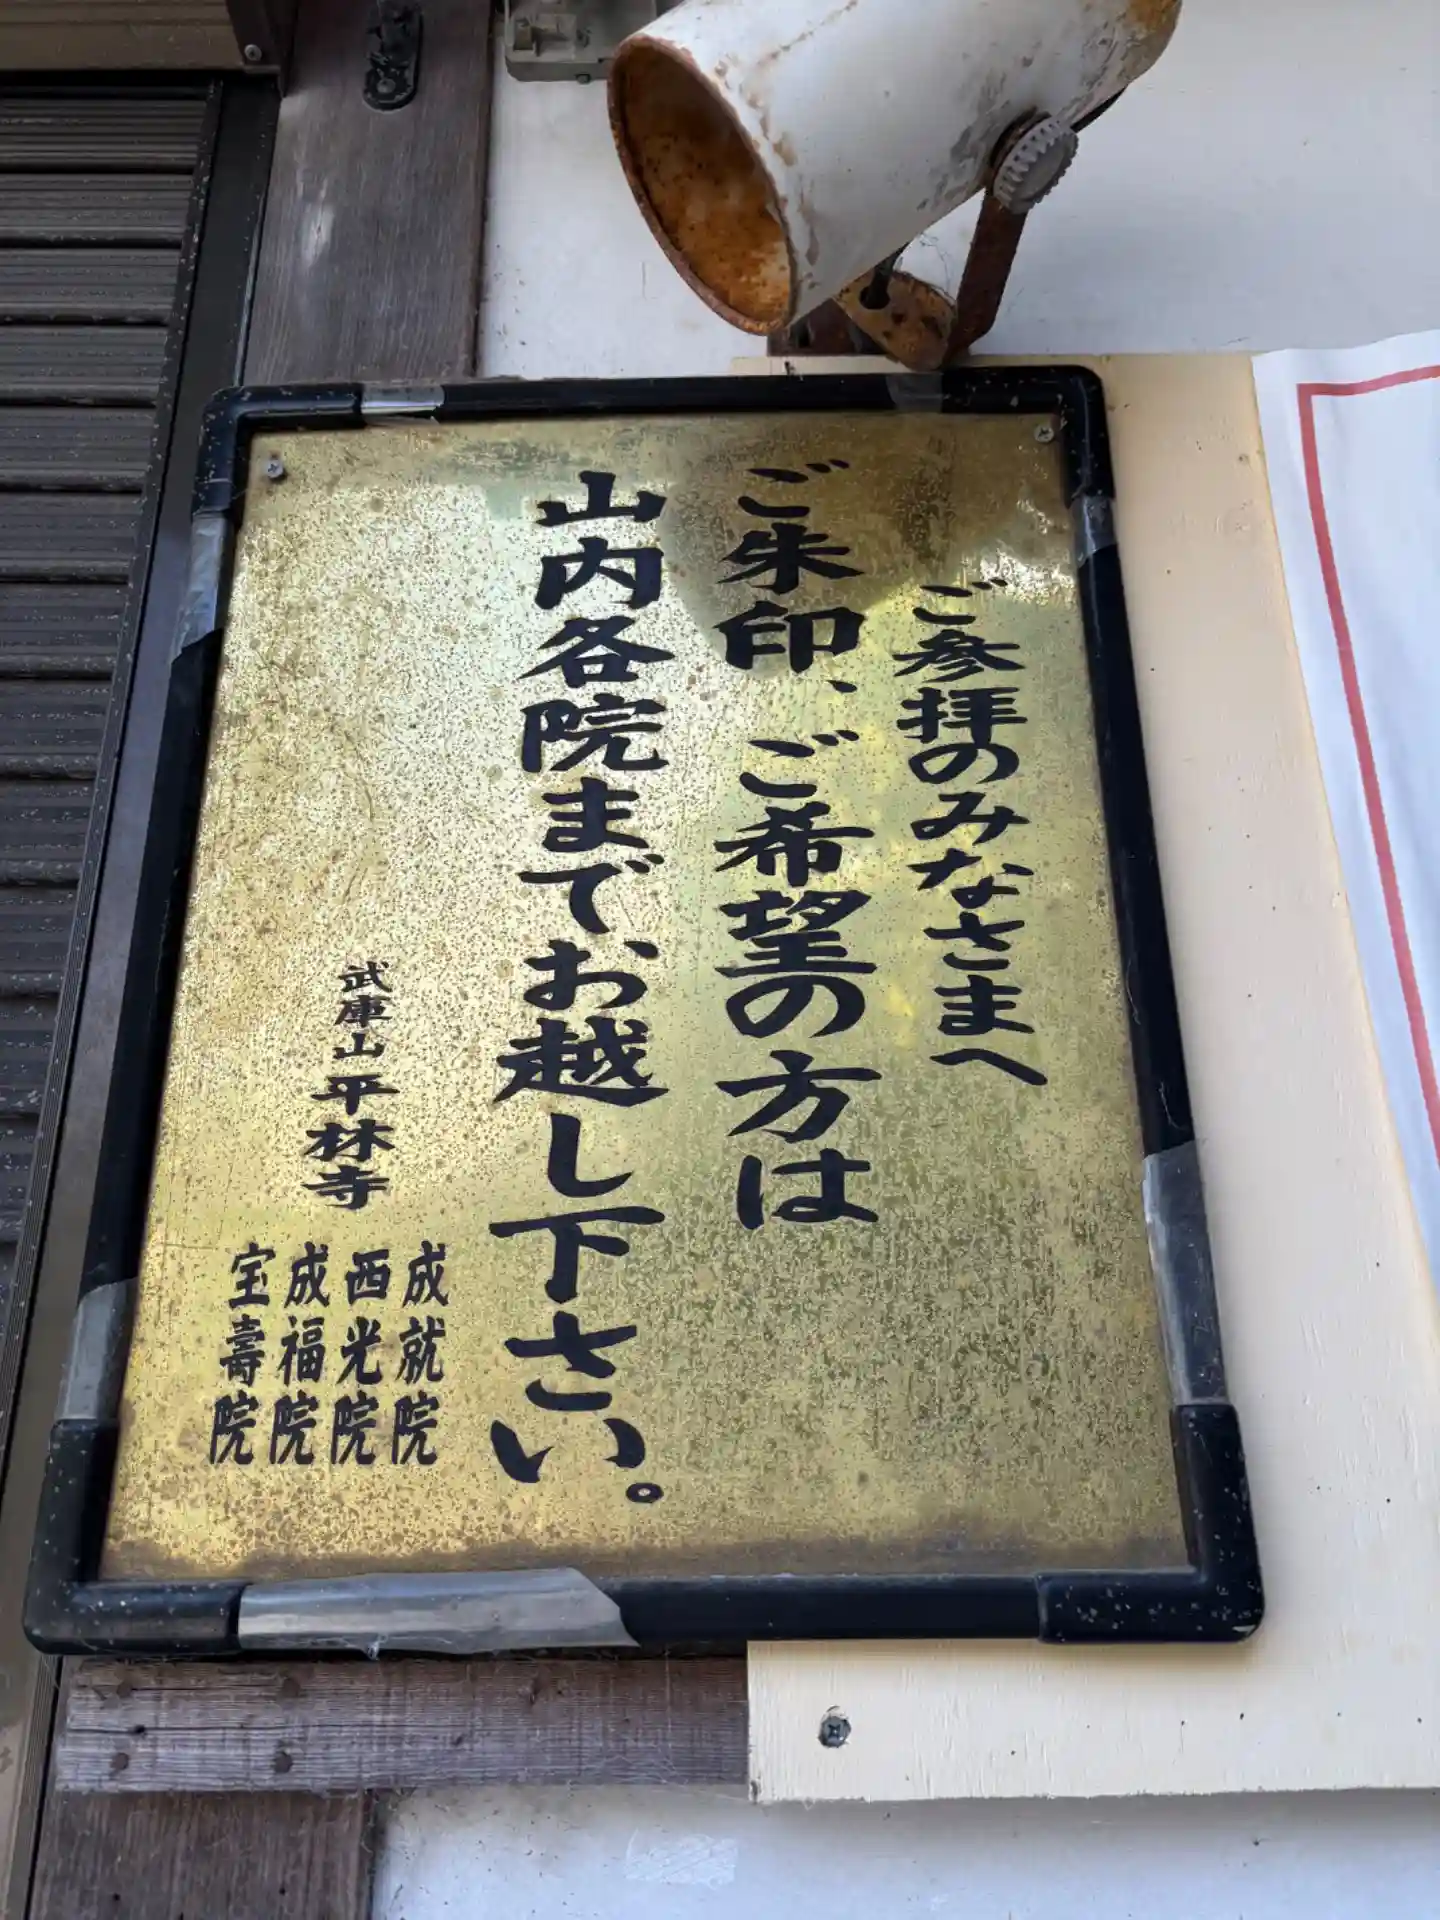 ご参拝のみなさまへ
ご朱印、ご希望の方は
山内各院までお越し下さい。
武庫山 平林寺
成就院
西光院
成福院
宝壽院